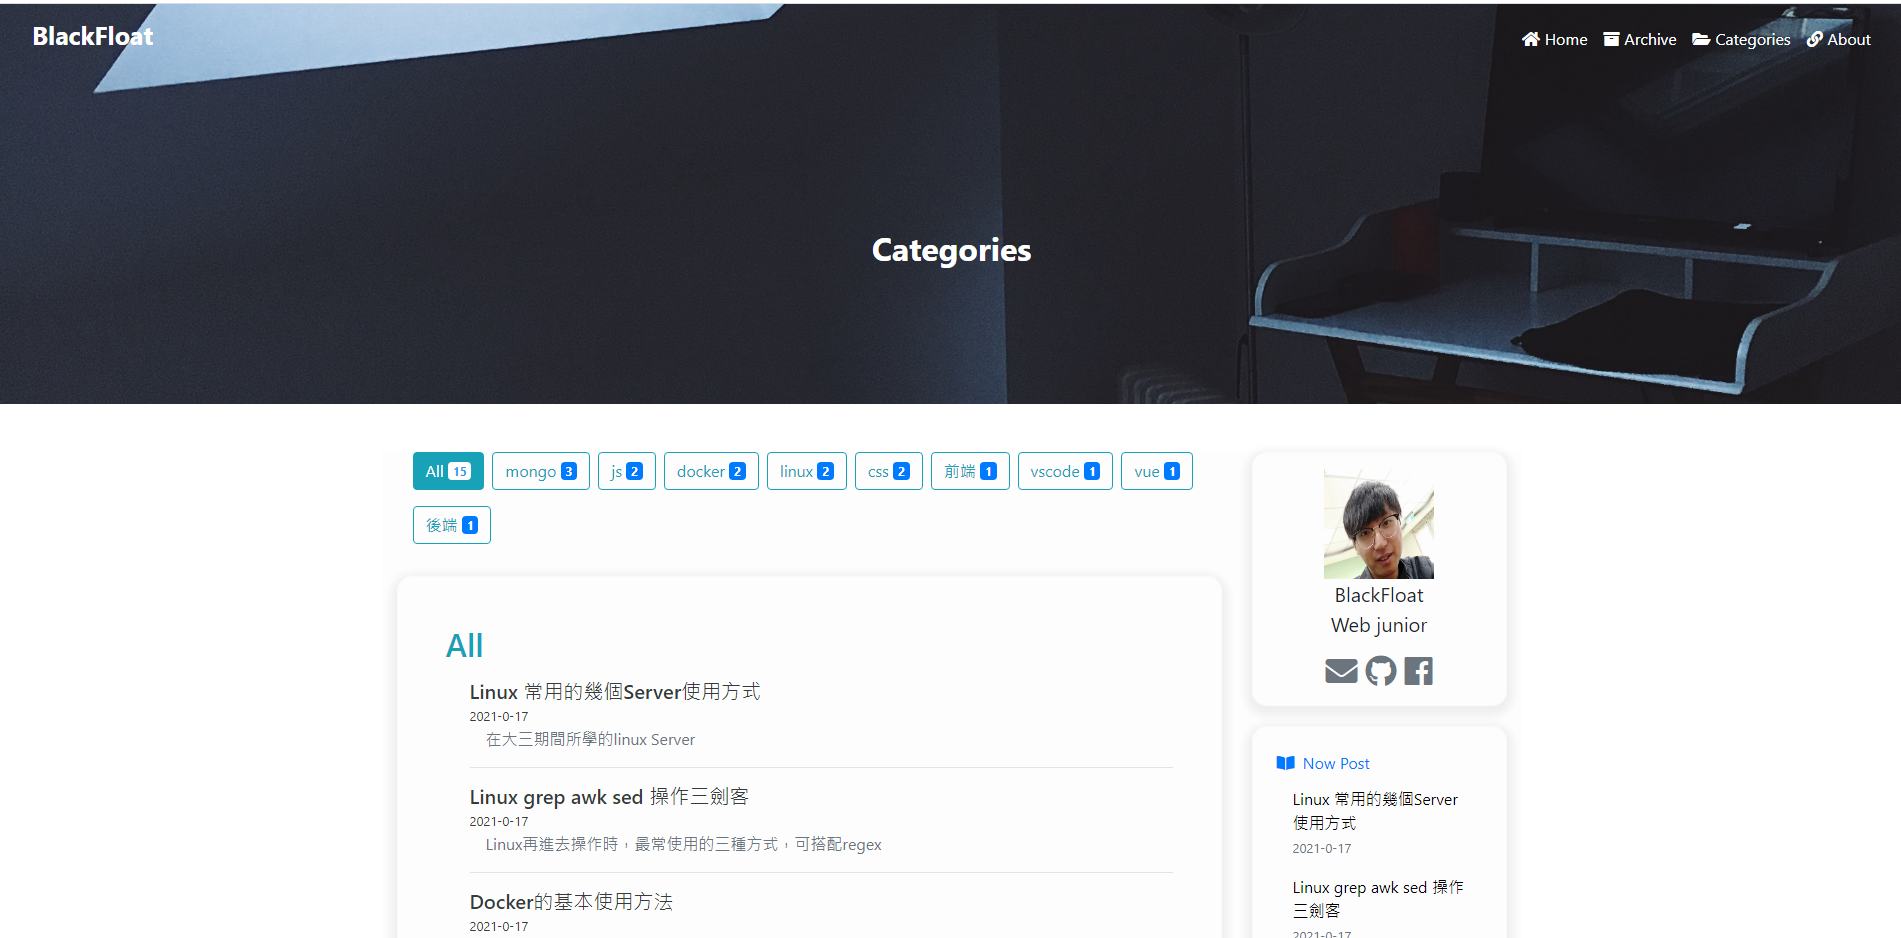 BlackFloat
Home Archive Categories About
Categories
All 15 mongo 3 js 2 docker 2 linux 2 css 2 前端 1 vscode 1 vue 1
後端 1
All
Linux 常用的幾個Server使用方式
2021-0-17
在大三期間所學的linux Server
Linux grep awk sed 操作三劍客
2021-0-17
Linux再進去操作時，最常使用的三種方式，可搭配regex
Docker的基本使用方法
2021-0-17
BlackFloat
Web junior
Now Post
Linux 常用的幾個Server
使用方式
2021-0-17
Linux grep awk sed 操作
三劍客
2021-0-17